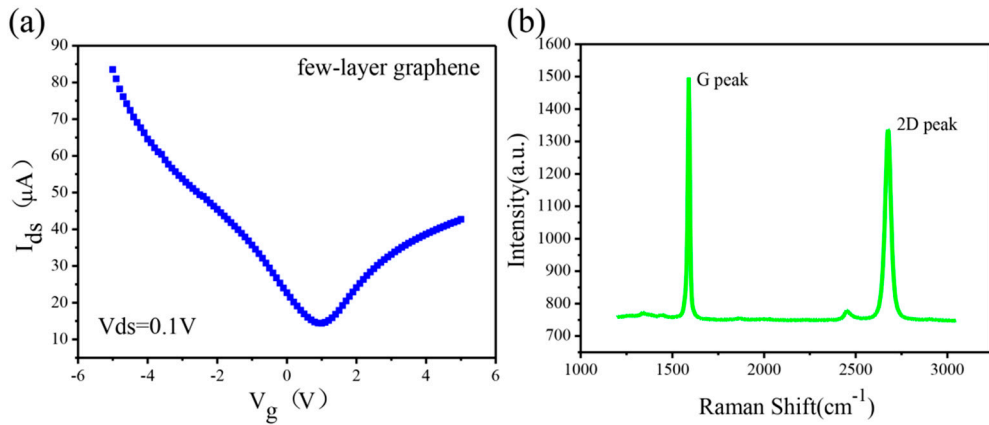 (a)
few-layer graphene
90
80
70
60
50
40
30
20
10
I_ds (μA)
Vds=0.1V
-6 -4 -2 0 2 4 6
V_g (V)
(b)
1600
1500
1400
1300
1200
1100
1000
900
800
700
Intensity(a.u.)
G peak
2D peak
1000 1500 2000 2500 3000
Raman Shift(cm⁻¹)